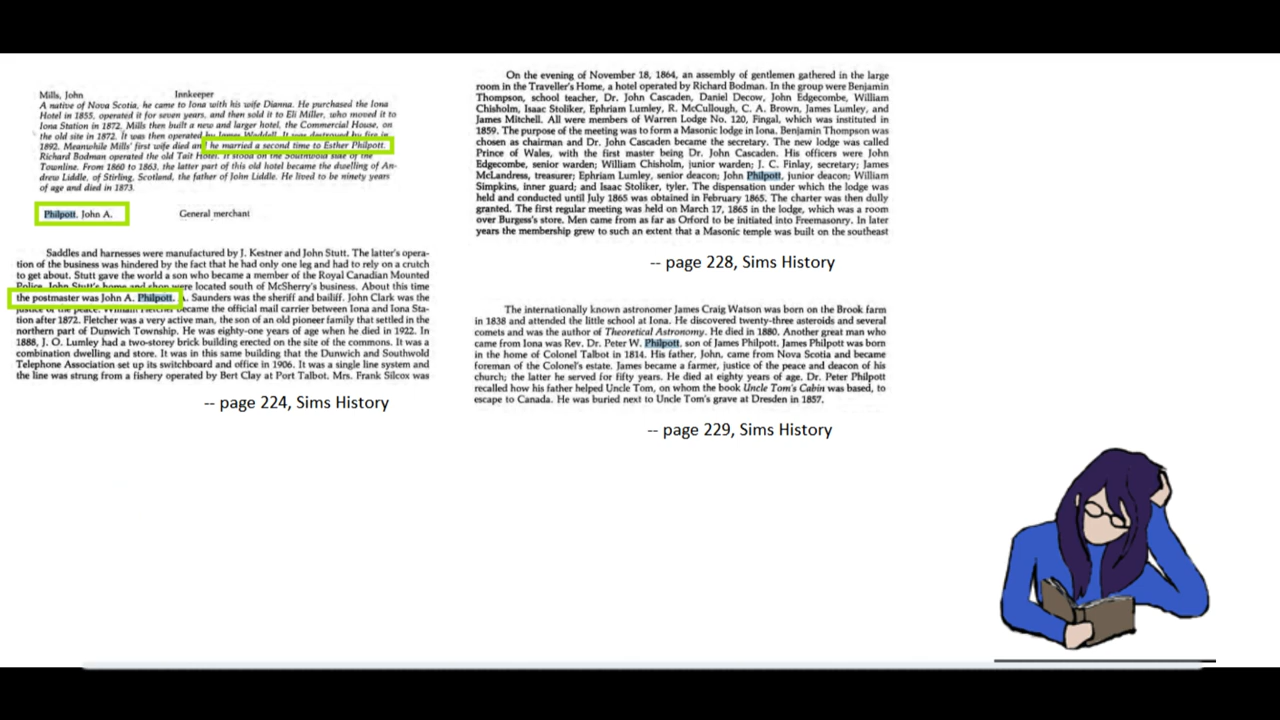 Mills, John Innkeeper
A native of Nova Scotia, he came to Iona with his wife Dianna. He purchased the Iona
Hotel in 1855, operated it for seven years, and then sold it to Eli Miller, who moved it to
Iona Station in 1872. Mills then built a new and larger hotel, the Commercial House, on
the old site in 1872. It was then operated by James Waddell. It was destroyed by fire in
1892. Meanwhile Mills' first wife died an he married a second time to Esther Philpott.
Richard Bodman operated the old Tait Hotel. It stood on the Southwold side of the
Townline. From 1860 to 1863, the latter part of this old hotel became the dwelling of An-
drew Liddle, of Stirling, Scotland, the father of John Liddle. He lived to be ninety years
of age and died in 1873.
Philpott, John A. General merchant
Saddles and harnesses were manufactured by J. Kestner and John Stutt. The latter's opera-
tion of the business was hindered by the fact that he had only one leg and had to rely on a crutch
to get about. Stutt gave the world a son who became a member of the Royal Canadian Mounted
Police. John Stutt's home and shop were located south of McSherry's business. About this time
the postmaster was John A. Philpott. A. Saunders was the sheriff and bailiff. John Clark was the
justice of the peace. William Fletcher became the official mail carrier between Iona and Iona Sta-
tion after 1872. Fletcher was a very active man, the son of an old pioneer family that settled in the
northern part of Dunwich Township. He was eighty-one years of age when he died in 1922. In
1888, J. O. Lumley had a two-storey brick building erected on the site of the commons. It was a
combination dwelling and store. It was in this same building that the Dunwich and Southwold
Telephone Association set up its switchboard and office in 1906. It was a single line system and
the line was strung from a fishery operated by Bert Clay at Port Talbot. Mrs. Frank Silcox was
-- page 224, Sims History
On the evening of November 18, 1864, an assembly of gentlemen gathered in the large
room in the Traveller's Home, a hotel operated by Richard Bodman. In the group were Benjamin
Thompson, school teacher, Dr. John Cascaden, Daniel Decow, John Edgecombe, William
Chisholm, Isaac Stoliker, Ephriam Lumley, R. McCullough, C. A. Brown, James Lumley, and
James Mitchell. All were members of Warren Lodge No. 120, Fingal, which was instituted in
1859. The purpose of the meeting was to form a Masonic lodge in Iona. Benjamin Thompson was
chosen as chairman and Dr. John Cascaden became the secretary. The new lodge was called
Prince of Wales, with the first master being Dr. John Cascaden. His officers were John
Edgecombe, senior warden; William Chisholm, junior warden; J. C. Finlay, secretary; James
McLandress, treasurer; Ephriam Lumley, senior deacon; John Philpott, junior deacon; William
Simpkins, inner guard; and Isaac Stoliker, tyler. The dispensation under which the lodge was
held and conducted until July 1865 was obtained in February 1865. The charter was then dully
granted. The first regular meeting was held on March 17, 1865 in the lodge, which was a room
over Burgess's store. Men came from as far as Orford to be initiated into Freemasonry. In later
years the membership grew to such an extent that a Masonic temple was built on the southeast
-- page 228, Sims History
The internationally known astronomer James Craig Watson was born on the Brook farm
in 1838 and attended the little school at Iona. He discovered twenty-three asteroids and several
comets and was the author of Theoretical Astronomy. He died in 1880. Another great man who
came from Iona was Rev. Dr. Peter W. Philpott, son of James Philpott. James Philpott was born
in the home of Colonel Talbot in 1814. His father, John, came from Nova Scotia and became
foreman of the Colonel's estate. James became a farmer, justice of the peace and deacon of his
church; the latter he served for fifty years. He died at eighty years of age. Dr. Peter Philpott
recalled how his father helped Uncle Tom, on whom the book Uncle Tom's Cabin was based, to
escape to Canada. He was buried next to Uncle Tom's grave at Dresden in 1857.
-- page 229, Sims History